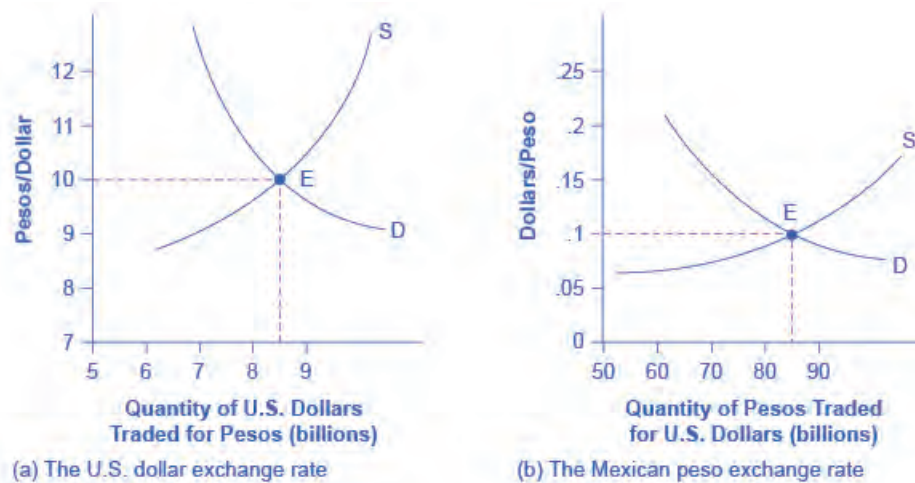 12
11
10
9
8
7
Pesos/Dollar
S
E
D
5 6 7 8 9
Quantity of U.S. Dollars
Traded for Pesos (billions)
(a) The U.S. dollar exchange rate
.25
.2
.15
.1
.05
0
Dollars/Peso
S
E
D
50 60 70 80 90
Quantity of Pesos Traded
for U.S. Dollars (billions)
(b) The Mexican peso exchange rate